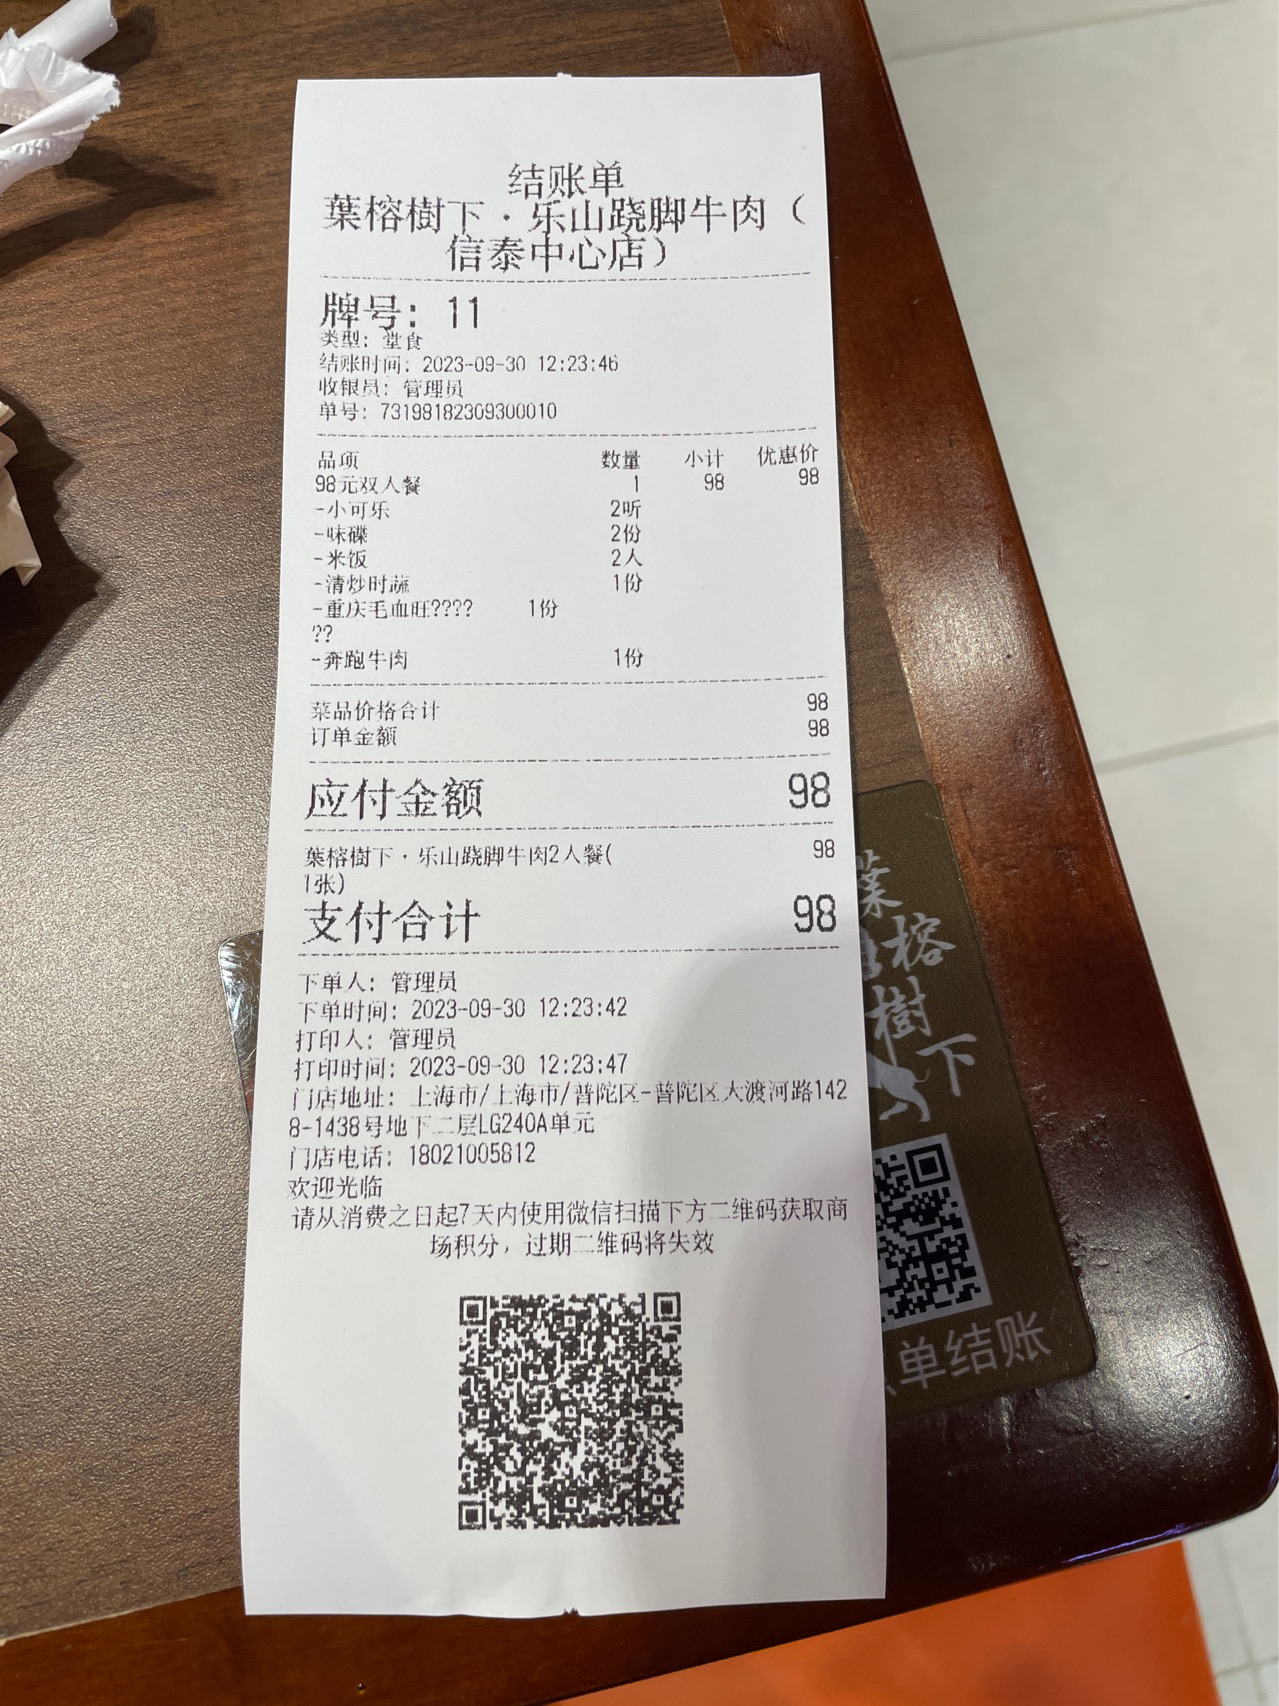 结账单
葉榕樹下·乐山跷脚牛肉（
信泰中心店）
牌号：11
类型：堂食
结账时间：2023-09-30 12:23:46
收银员：管理员
单号：73198182309300010
品项 数量 小计 优惠价
98元双人餐 1 98 98
-小可乐 2听
-味碟 2份
-米饭 2人
-清炒时蔬 1份
-重庆毛血旺???? 1份
??
-奔跑牛肉 1份
菜品价格合计 98
订单金额 98
应付金额 98
葉榕樹下·乐山跷脚牛肉2人餐( 98
1张)
支付合计 98
下单人：管理员
下单时间：2023-09-30 12:23:42
打印人：管理员
打印时间：2023-09-30 12:23:47
门店地址：上海市/上海市/普陀区-普陀区大渡河路142
8-1438号地下二层LG240A单元
门店电话：18021005812
欢迎光临
请从消费之日起7天内使用微信扫描下方二维码获取商
场积分，过期二维码将失效
葉榕樹下
单结账